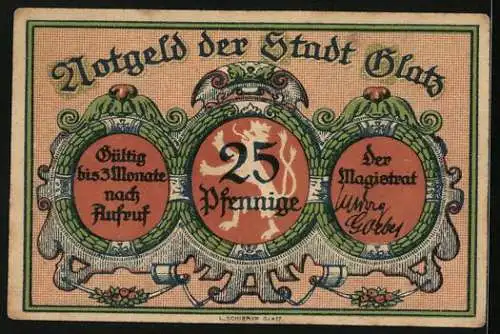 Notgeld der Stadt Glatz
Gültig
bis 3 Monate
nach
Aufruf
25
Pfennige
Der
Magistrat
L. SCHIRMER GLATZ